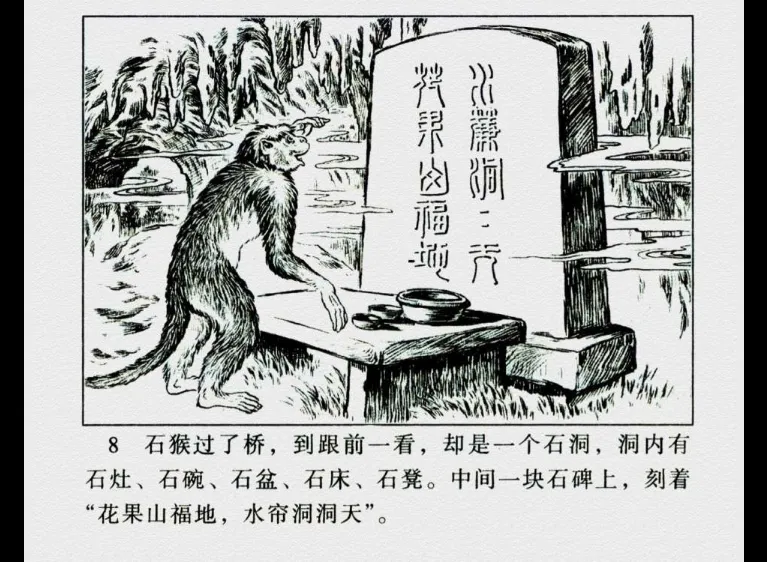 水簾洞〻天
花果山福地
8 石猴过了桥，到跟前一看，却是一个石洞，洞内有
石灶、石碗、石盆、石床、石凳。中间一块石碑上，刻着
“花果山福地，水帘洞洞天”。